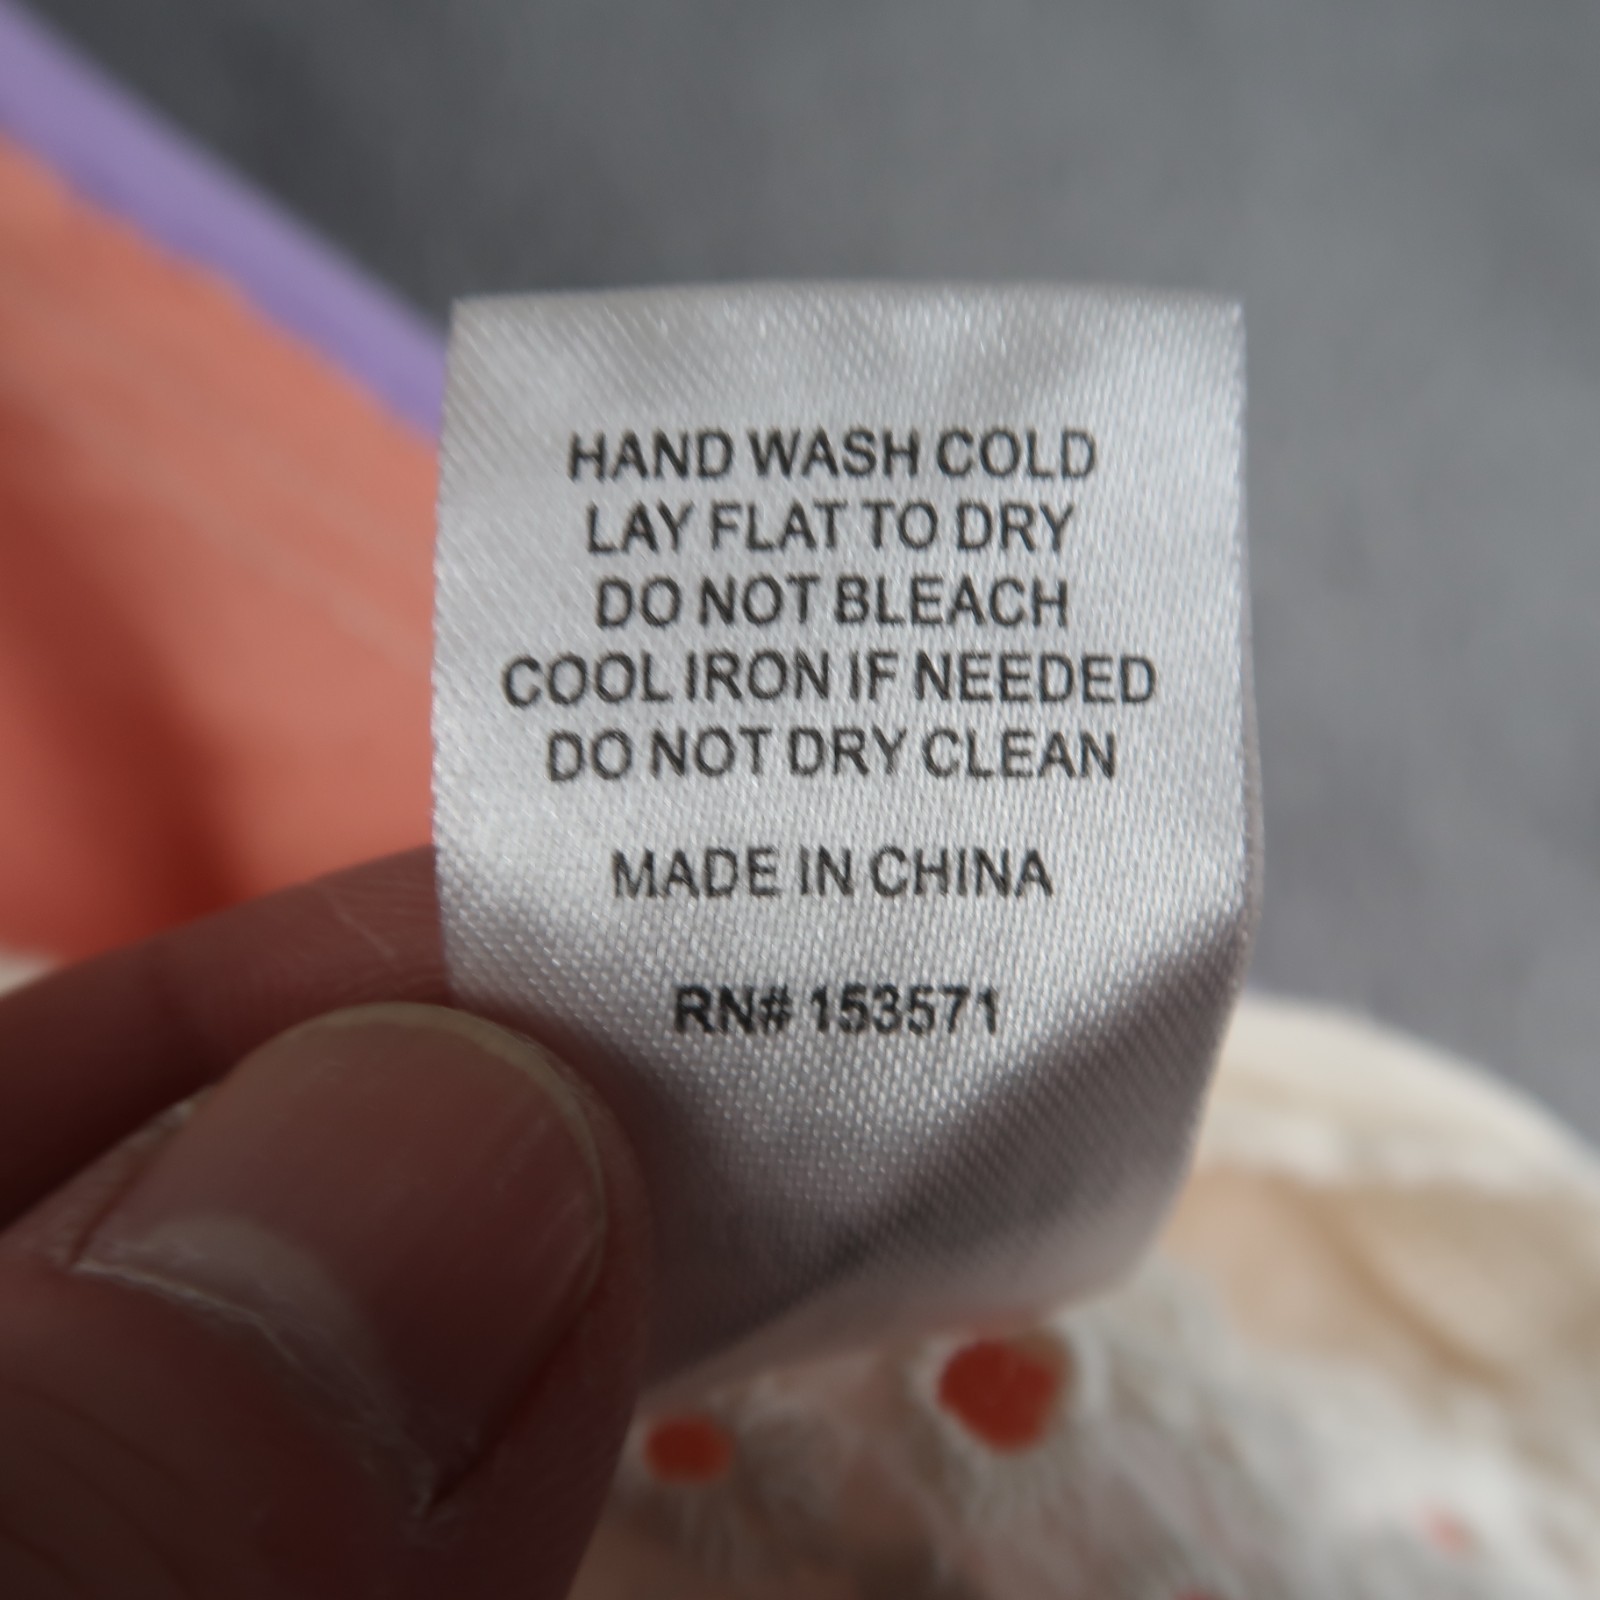 HAND WASH COLD
LAY FLAT TO DRY
DO NOT BLEACH
COOL IRON IF NEEDED
DO NOT DRY CLEAN
MADE IN CHINA
RN# 153571